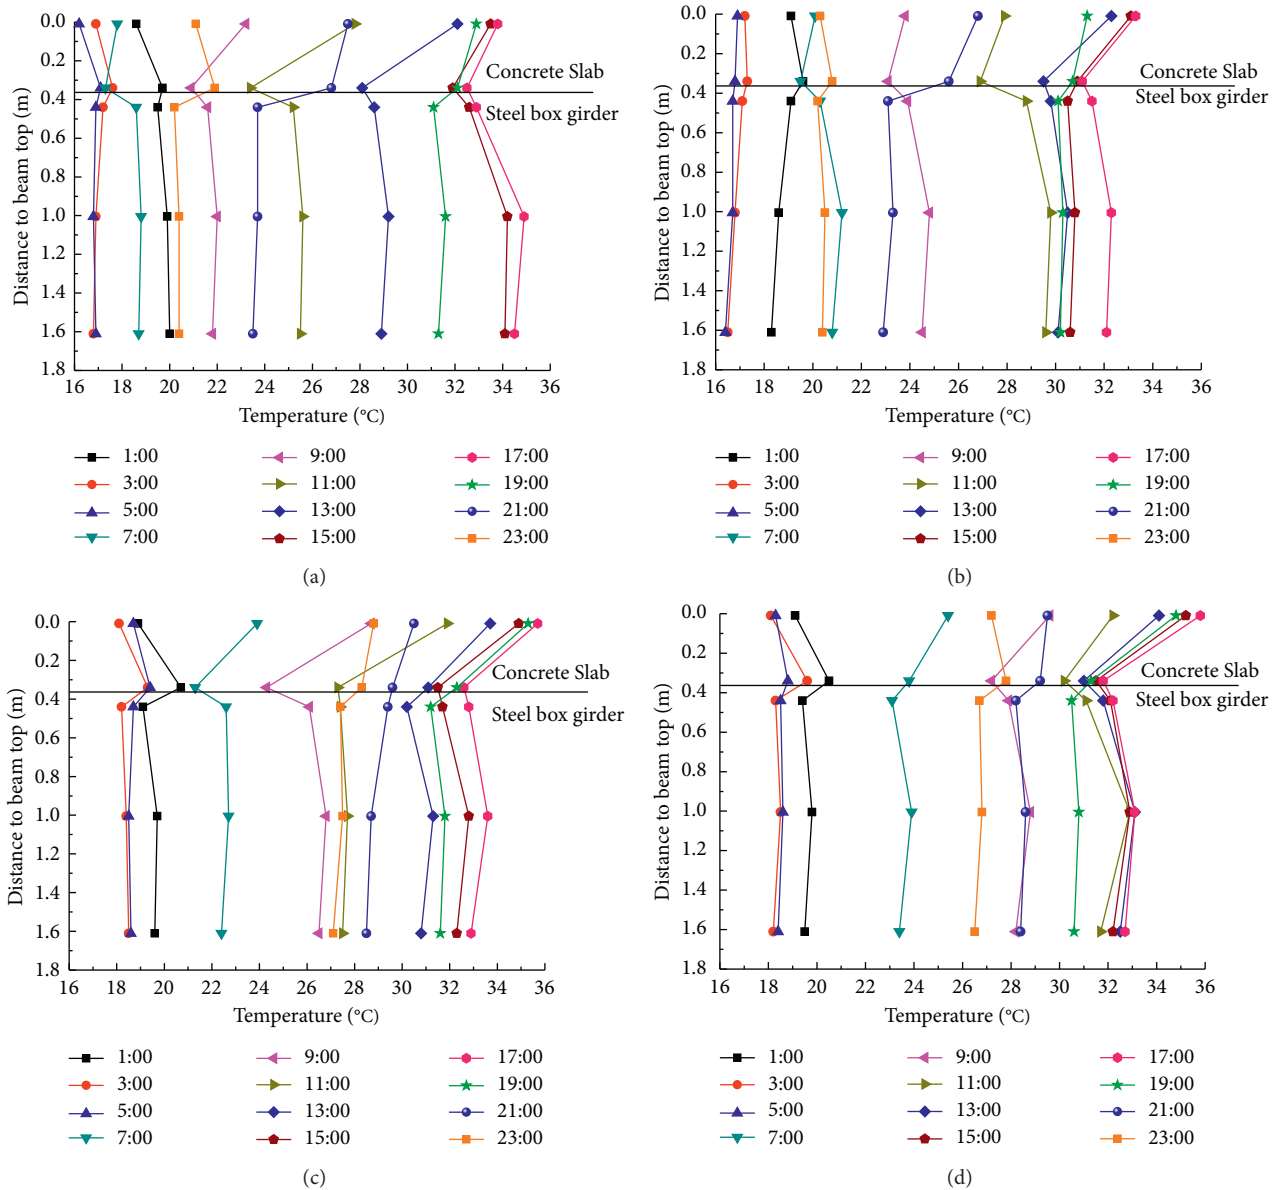 0.0
0.2
0.4
0.6
0.8
1.0
1.2
1.4
1.6
1.8
Distance to beam top (m)
Concrete Slab
Steel box girder
16 18 20 22 24 26 28 30 32 34 36
Temperature (°C)
1:00 9:00 17:00
3:00 11:00 19:00
5:00 13:00 21:00
7:00 15:00 23:00
(a)
0.0
0.2
0.4
0.6
0.8
1.0
1.2
1.4
1.6
1.8
Distance to beam top (m)
Concrete Slab
Steel box girder
16 18 20 22 24 26 28 30 32 34 36
Temperature (°C)
1:00 9:00 17:00
3:00 11:00 19:00
5:00 13:00 21:00
7:00 15:00 23:00
(b)
0.0
0.2
0.4
0.6
0.8
1.0
1.2
1.4
1.6
1.8
Distance to beam top (m)
Concrete Slab
Steel box girder
16 18 20 22 24 26 28 30 32 34 36
Temperature (°C)
1:00 9:00 17:00
3:00 11:00 19:00
5:00 13:00 21:00
7:00 15:00 23:00
(c)
0.0
0.2
0.4
0.6
0.8
1.0
1.2
1.4
1.6
1.8
Distance to beam top (m)
Concrete Slab
Steel box girder
16 18 20 22 24 26 28 30 32 34 36
Temperature (°C)
1:00 9:00 17:00
3:00 11:00 19:00
5:00 13:00 21:00
7:00 15:00 23:00
(d)